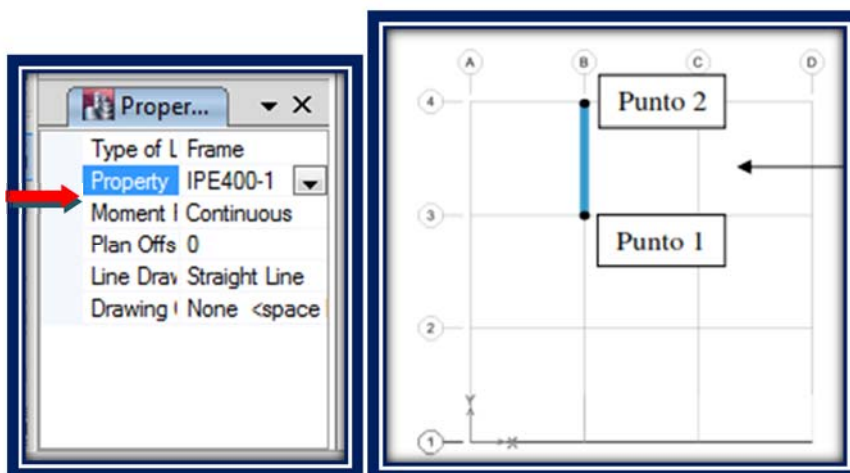 Proper...
Type of L Frame
Property IPE400-1
Moment I Continuous
Plan Offs 0
Line Drav Straight Line
Drawing ( None <space
A B C D
4
Punto 2
3
Punto 1
2
Y
X
1